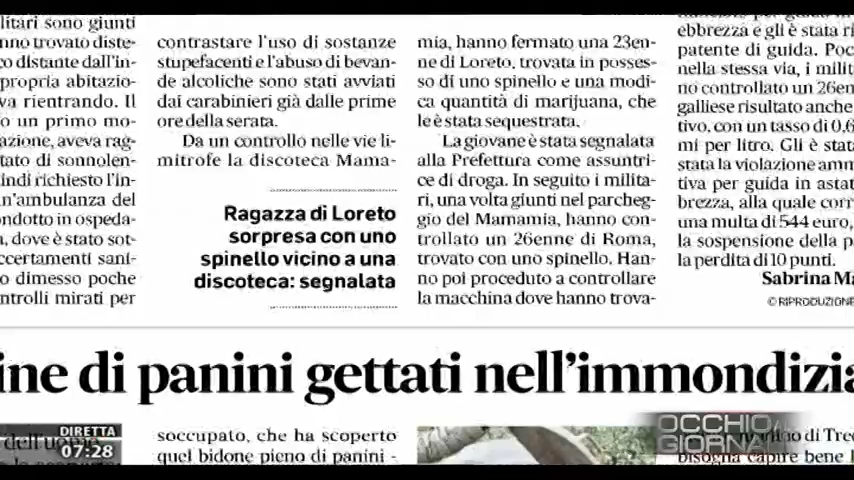 litari sono giunti
nno trovato diste-
co distante dall'in-
propria abitazio-
va rientrando. Il
o un primo mo-
azione, aveva rag-
tato di sonnolen-
indi richiesto l'in-
n'ambulanza del
ondotto in ospeda-
a, dove è stato sot-
ccertamenti sani-
o dimesso poche
ntrolli mirati per
contrastare l'uso di sostanze
stupefacenti e l'abuso di bevan-
de alcoliche sono stati avviati
dai carabinieri già dalle prime
ore della serata.
Da un controllo nelle vie li-
mitrofe la discoteca Mama-
Ragazza di Loreto
sorpresa con uno
spinello vicino a una
discoteca: segnalata
mia, hanno fermato una 23en-
ne di Loreto, trovata in posses-
so di uno spinello e una modi-
ca quantità di marijuana, che
le è stata sequestrata.
La giovane è stata segnalata
alla Prefettura come assuntri-
ce di droga. In seguito i milita-
ri, una volta giunti nel parcheg-
gio del Mamamia, hanno con-
trollato un 26enne di Roma,
trovato con uno spinello. Han-
no poi proceduto a controllare
la macchina dove hanno trova-
ebbrezza e gli è stata ri
patente di guida. Poc
nella stessa via, i milit
no controllato un 26en
galliese risultato anche
tivo, con un tasso di 0,6
mi per litro. Gli è stata
stata la violazione amm
tiva per guida in astat
brezza, alla quale corr
una multa di 544 euro,
la sospensione della p
la perdita di 10 punti.
Sabrina Ma
© RIPRODUZIONE
ine di panini gettati nell'immondizia
dell'uomo
soccupato, che ha scoperto
quel bidone pieno di panini -
no di Tre
bisogna capire bene l
DIRETTA
07:28
OCCHIO
GIORNA